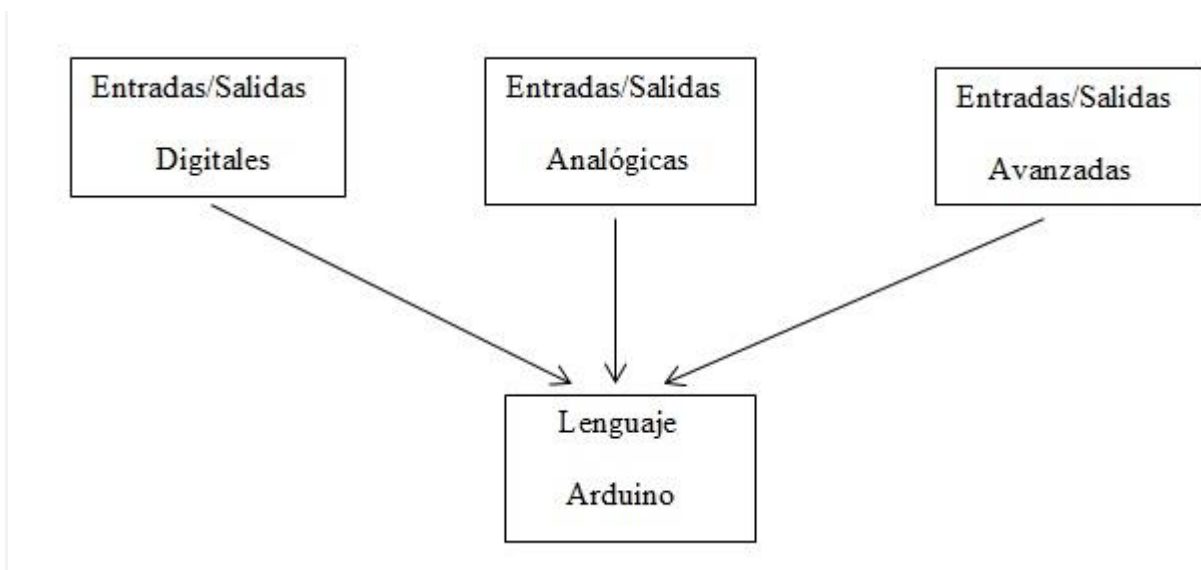 Entradas/Salidas
Digitales
Entradas/Salidas
Analógicas
Entradas/Salidas
Avanzadas
Lenguaje
Arduino